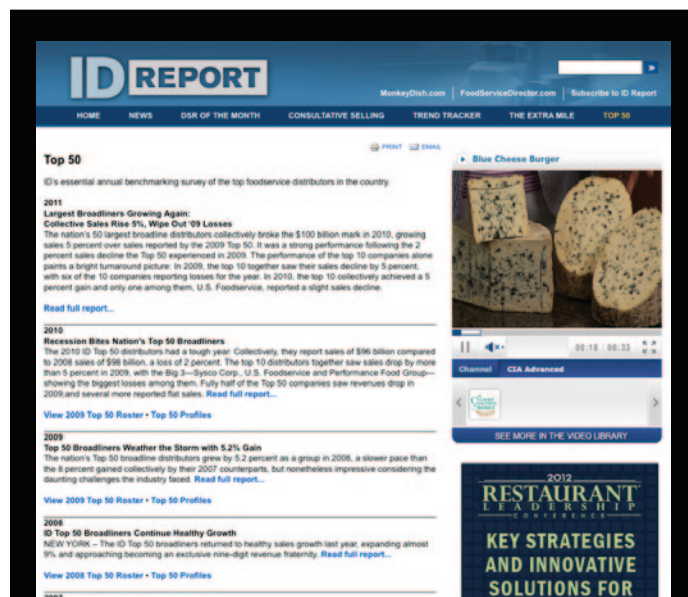 ID REPORT
MonkeyDish.com | FoodServiceDirector.com | Subscribe to ID Report
HOME NEWS DSR OF THE MONTH CONSULTATIVE SELLING TREND TRACKER THE EXTRA MILE TOP 50
PRINT EMAIL
Top 50
ID's essential annual benchmarking survey of the top foodservice distributors in the country.
2011
Largest Broadliners Growing Again:
Collective Sales Rise 5%, Wipe Out '09 Losses
The nation's 50 largest broadline distributors collectively broke the $100 billion mark in 2010, growing
sales 5 percent over sales reported by the 2009 Top 50. It was a strong performance following the 2
percent sales decline the Top 50 experienced in 2009. The performance of the top 10 companies alone
paints a bright turnaround picture: In 2009, the top 10 together saw their sales decline by 5 percent,
with six of the 10 companies reporting losses for the year. In 2010, the top 10 collectively achieved a 5
percent gain and only one among them, U.S. Foodservice, reported a slight sales decline.
Read full report...
2010
Recession Bites Nation's Top 50 Broadliners
The 2010 ID Top 50 distributors had a tough year. Collectively, they report sales of $96 billion compared
to 2008 sales of $98 billion, a loss of 2 percent. The top 10 distributors together saw sales drop by more
than 5 percent in 2009, with the Big 3—Sysco Corp., U.S. Foodservice and Performance Food Group—
showing the biggest losses among them. Fully half of the Top 50 companies saw revenues drop in
2009,and several more reported flat sales. Read full report...
View 2009 Top 50 Roster • Top 50 Profiles
2009
Top 50 Broadliners Weather the Storm with 5.2% Gain
The nation's Top 50 broadline distributors grew by 5.2 percent as a group in 2008, a slower pace than
the 8 percent gained collectively by their 2007 counterparts, but nonetheless impressive considering the
daunting challenges the industry faced. Read full report...
View 2009 Top 50 Roster • Top 50 Profiles
2008
ID Top 50 Broadliners Continue Healthy Growth
NEW YORK – The ID Top 50 broadliners returned to healthy sales growth last year, expanding almost
9% and approaching becoming an exclusive nine-digit revenue fraternity. Read full report...
View 2008 Top 50 Roster • Top 50 Profiles
2007
Blue Cheese Burger
00:18 | 06:33
Channel CIA Advanced
SEE MORE IN THE VIDEO LIBRARY
2012
RESTAURANT
LEADERSHIP
CONFERENCE
KEY STRATEGIES
AND INNOVATIVE
SOLUTIONS FOR